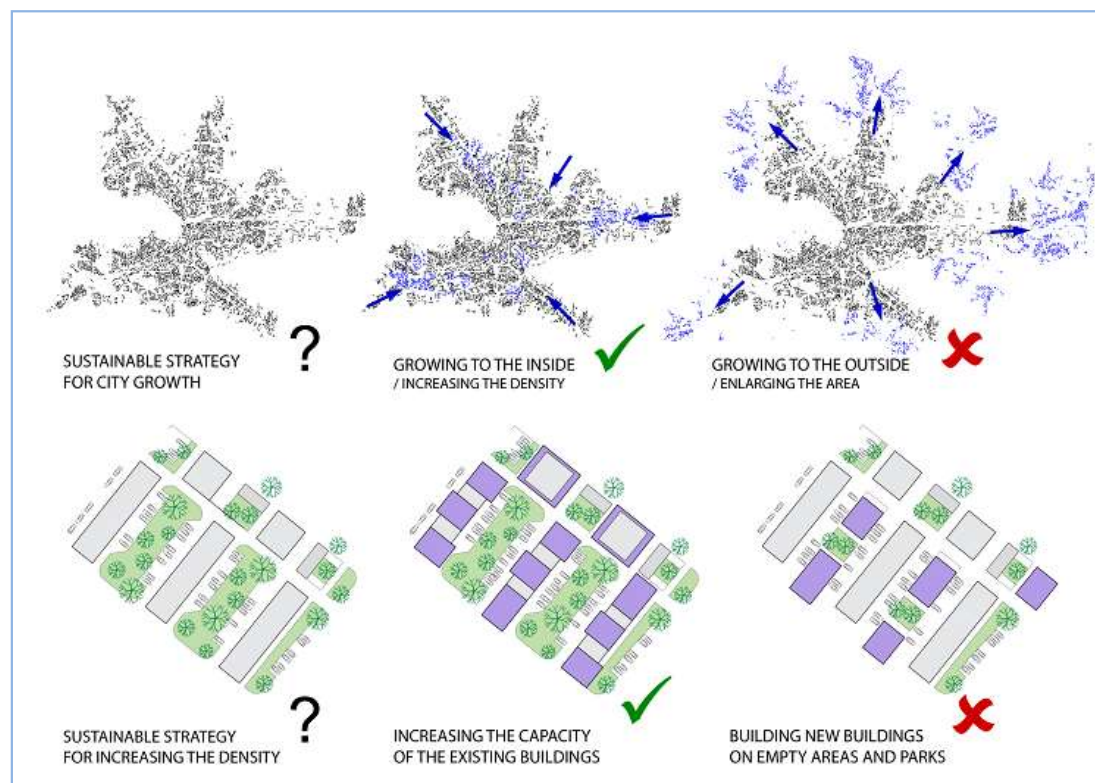 SUSTAINABLE STRATEGY
FOR CITY GROWTH
?
GROWING TO THE INSIDE
/ INCREASING THE DENSITY
GROWING TO THE OUTSIDE
/ ENLARGING THE AREA
SUSTAINABLE STRATEGY
FOR INCREASING THE DENSITY
?
INCREASING THE CAPACITY
OF THE EXISTING BUILDINGS
BUILDING NEW BUILDINGS
ON EMPTY AREAS AND PARKS